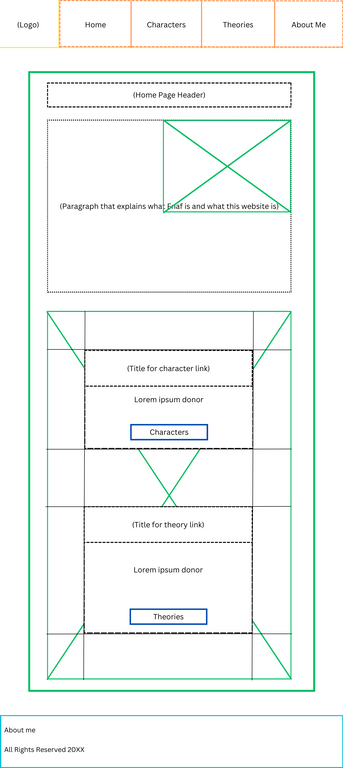 (Logo)
Home
Characters
Theories
About Me
(Home Page Header)
(Paragraph that explains what Fnaf is and what this website is)
(Title for character link)
Lorem ipsum donor
Characters
(Title for theory link)
Lorem ipsum donor
Theories
About me
All Rights Reserved 20XX